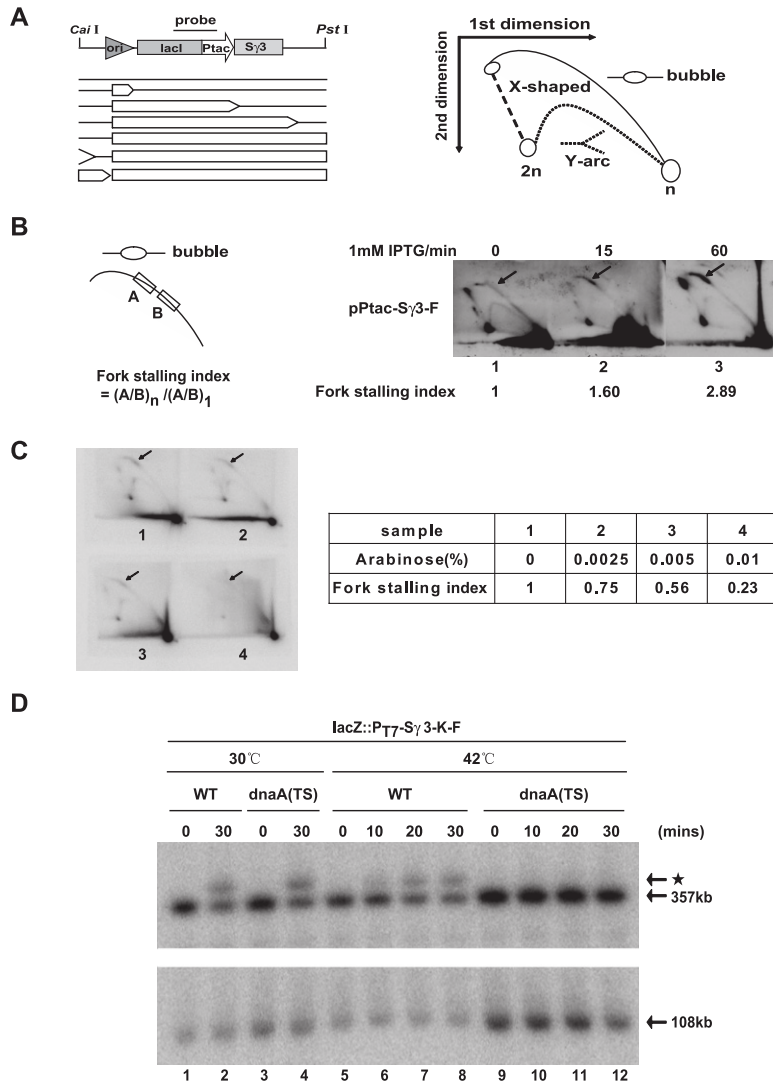 A
probe
Cai I
Pst I
ori
lacI
Ptac
Sγ3
1st dimension
2nd dimension
X-shaped
bubble
2n
Y-arc
n
B
bubble
A
B
Fork stalling index
= (A/B)n /(A/B)1
1mM IPTG/min 0 15 60
pPtac-Sγ3-F
1 2 3
Fork stalling index 1 1.60 2.89
C
1 2
3 4
sample 1 2 3 4
Arabinose(%) 0 0.0025 0.005 0.01
Fork stalling index 1 0.75 0.56 0.23
D
lacZ::PT7-Sγ3-K-F
30℃ 42℃
WT dnaA(TS) WT dnaA(TS)
0 30 0 30 0 10 20 30 0 10 20 30 (mins)
★
357kb
108kb
1 2 3 4 5 6 7 8 9 10 11 12